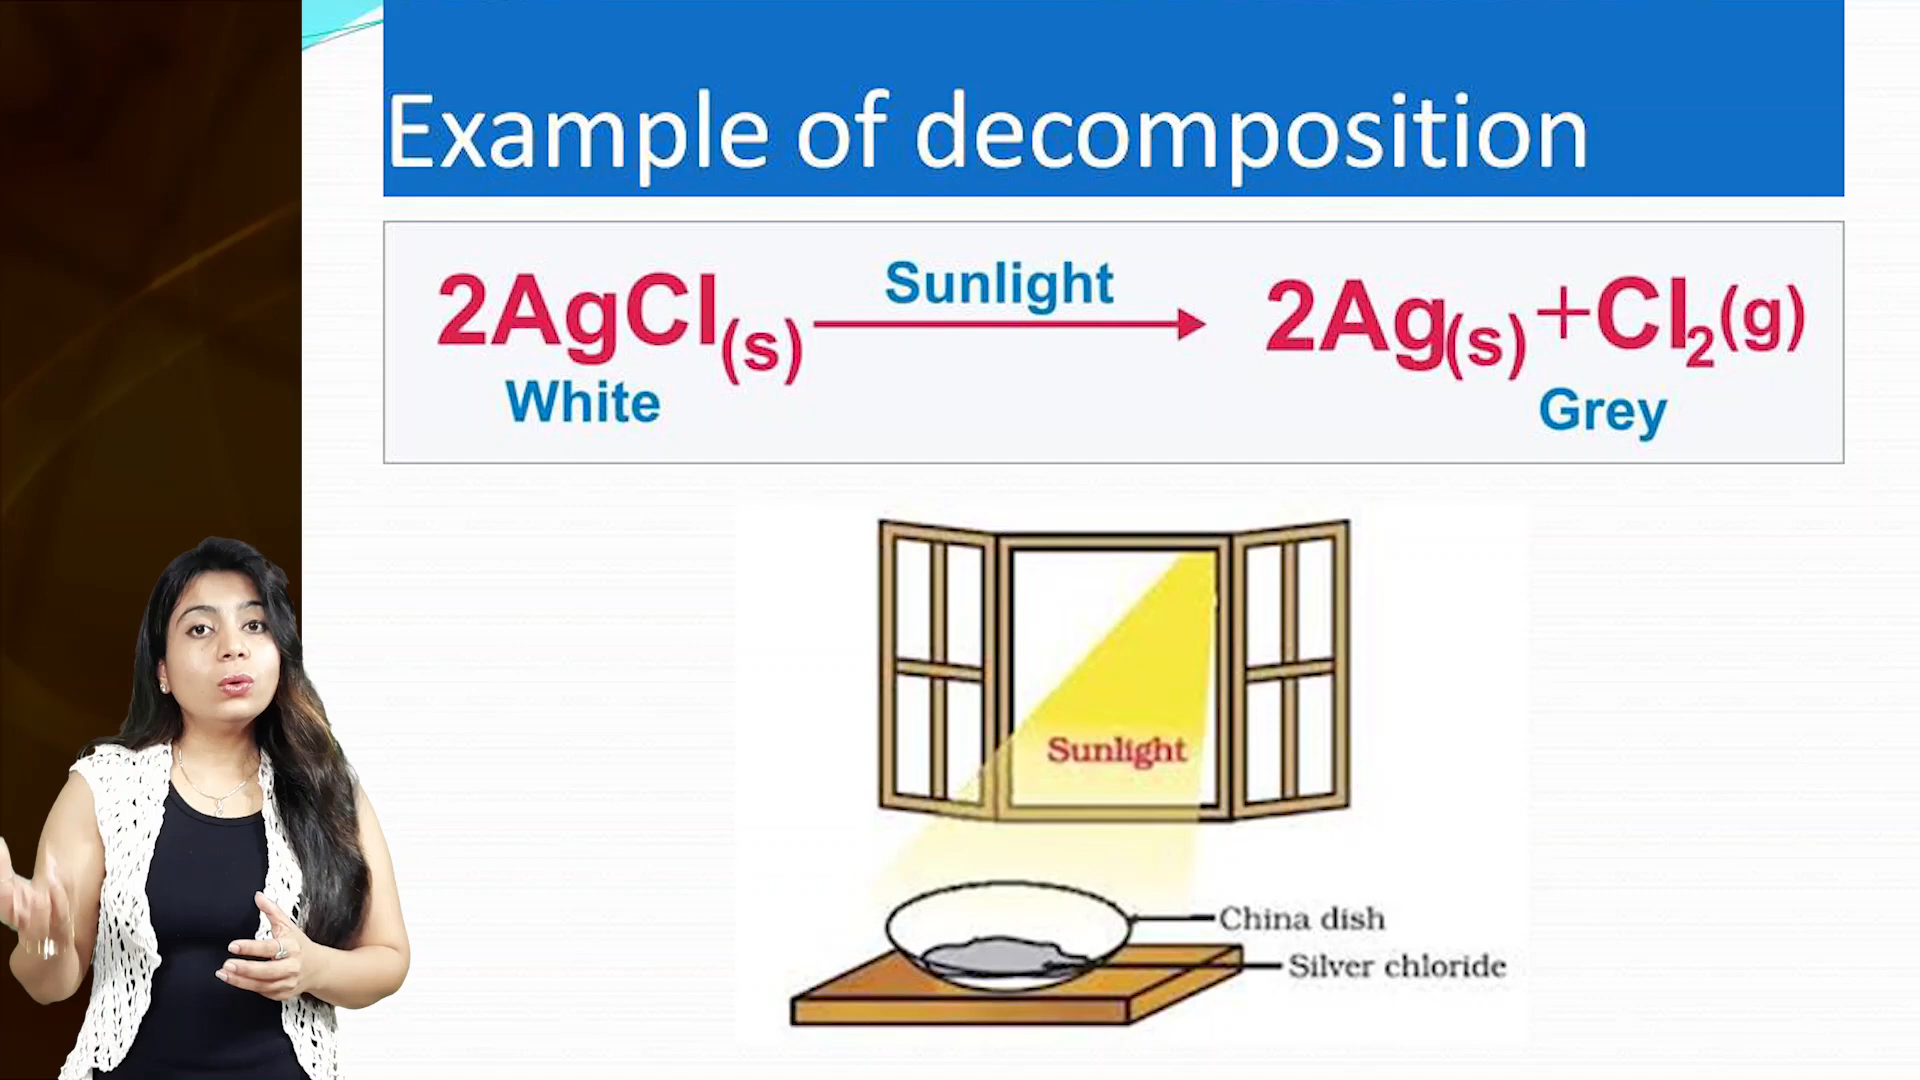 Example of decomposition
Sunlight
2AgCl(s) → 2Ag(s)+Cl₂(g)
White Grey
Sunlight
China dish
Silver chloride